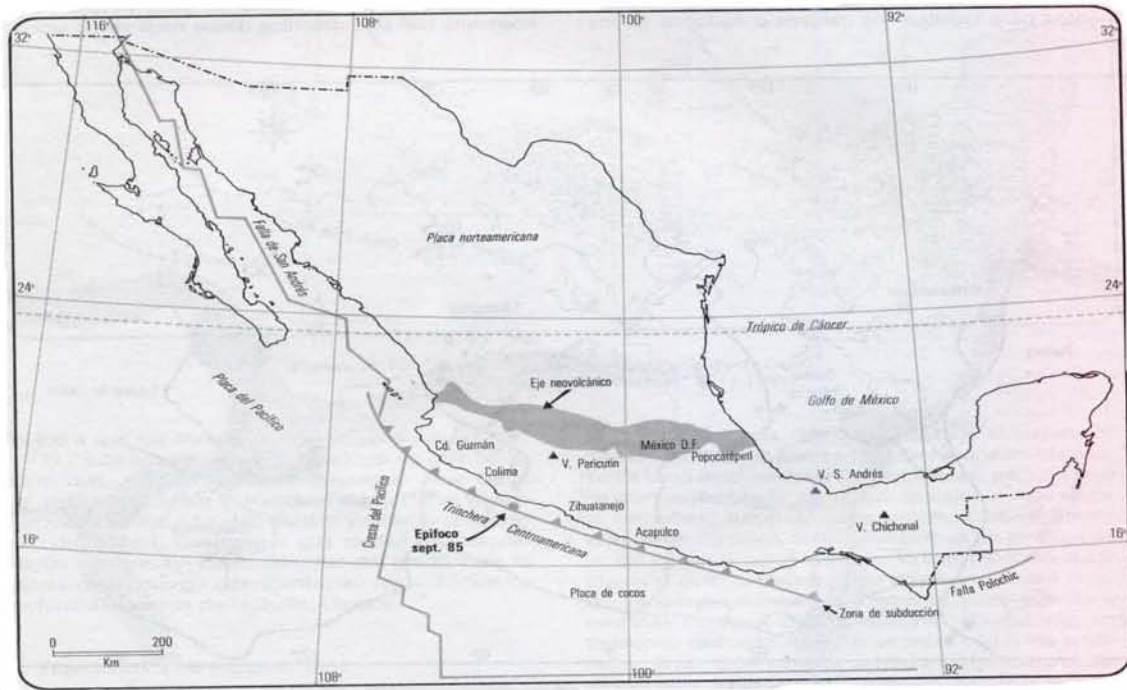 116°
108°
100°
92°
32°
32°
Placa norteamericana
Falla de San Andrés
24°
24°
Trópico de Cáncer
Placa del Pacífico
Eje neovolcánico
Golfo de México
Cd. Guzmán
V. Paricutín
México D.F.
Popocatépetl
Colima
V. S. Andrés
Cresta del Pacífico
Trinchera Centroamericana
Zihuatanejo
V. Chichonal
Epifoco
sept. 85
Acapulco
16°
16°
Placa de cocos
Falla Polochic
Zona de subducción
0 200
Km
108°
100°
92°